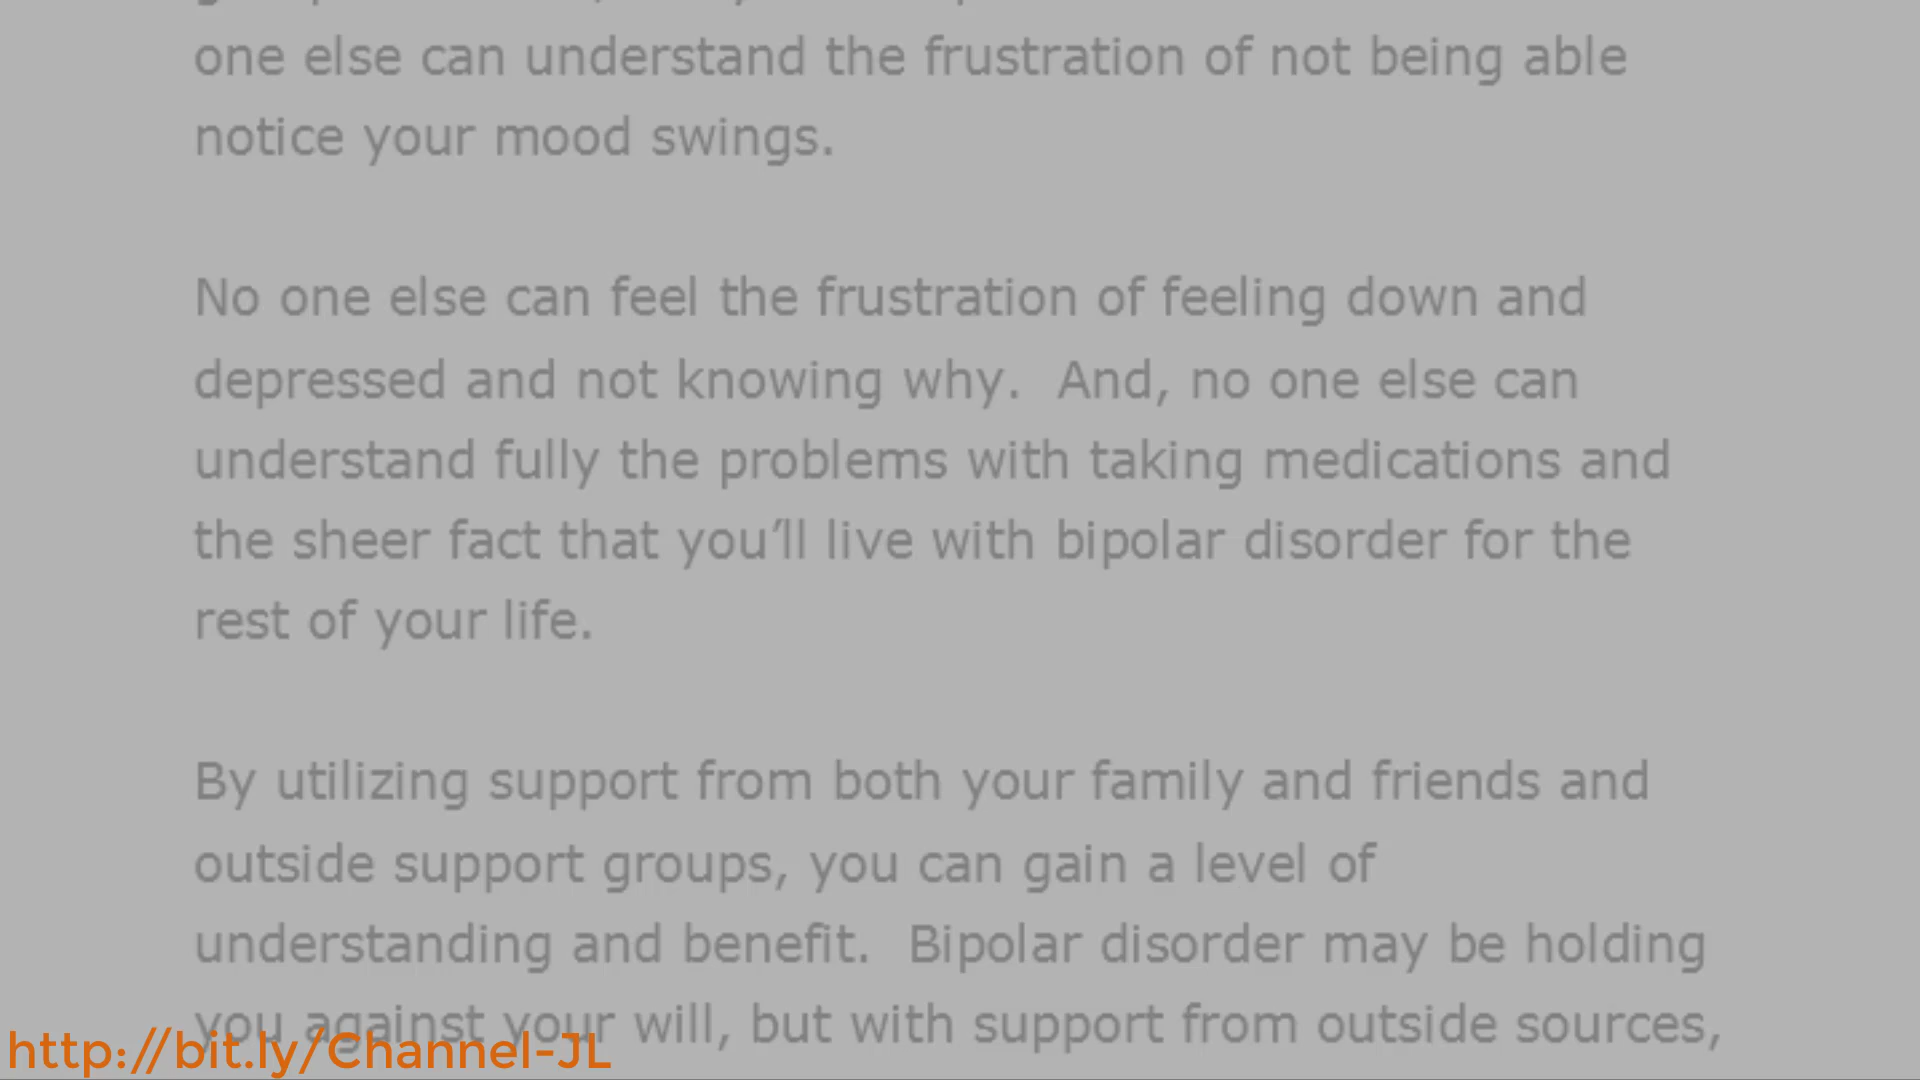 one else can understand the frustration of not being able
notice your mood swings.
No one else can feel the frustration of feeling down and
depressed and not knowing why.  And, no one else can
understand fully the problems with taking medications and
the sheer fact that you’ll live with bipolar disorder for the
rest of your life.
By utilizing support from both your family and friends and
outside support groups, you can gain a level of
understanding and benefit.  Bipolar disorder may be holding
you against your will, but with support from outside sources,
http://bit.ly/Channel-JL